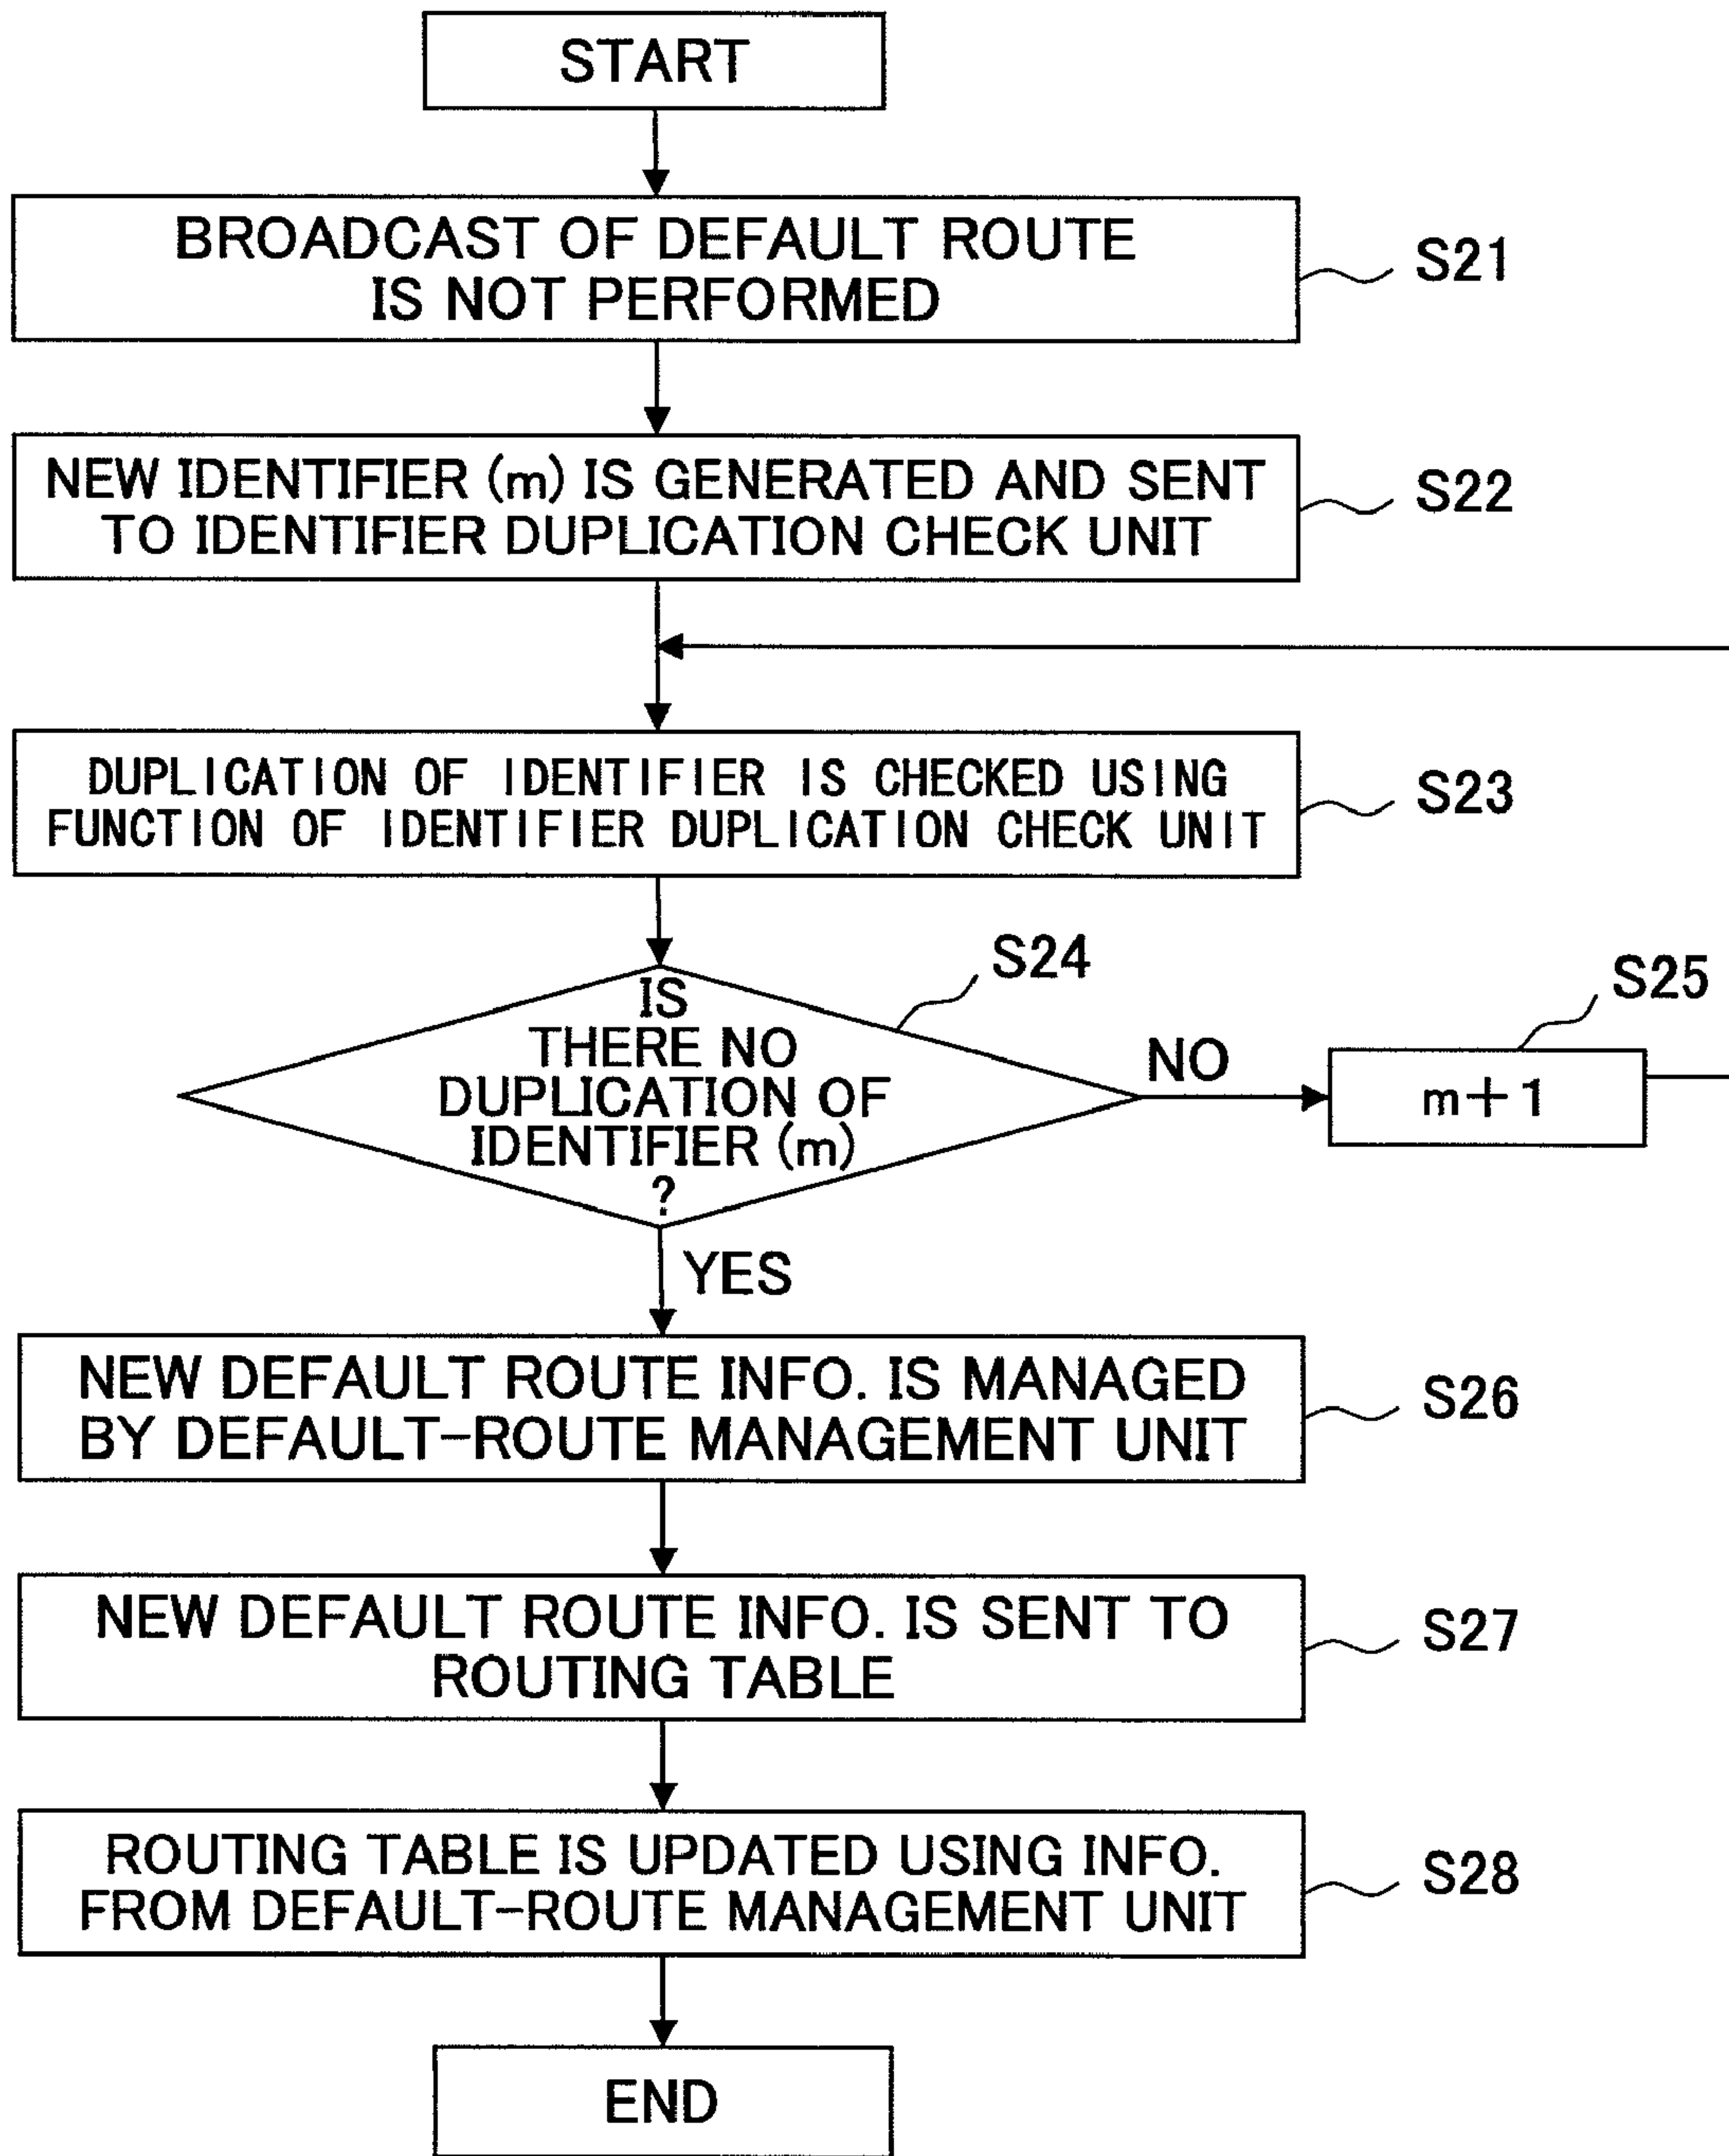 START
BROADCAST OF DEFAULT ROUTE
IS NOT PERFORMED
S21
NEW IDENTIFIER (m) IS GENERATED AND SENT
TO IDENTIFIER DUPLICATION CHECK UNIT
S22
DUPLICATION OF IDENTIFIER IS CHECKED USING
FUNCTION OF IDENTIFIER DUPLICATION CHECK UNIT
S23
S24
IS
THERE NO
DUPLICATION OF
IDENTIFIER (m)
?
NO
S25
m+1
YES
NEW DEFAULT ROUTE INFO. IS MANAGED
BY DEFAULT-ROUTE MANAGEMENT UNIT
S26
NEW DEFAULT ROUTE INFO. IS SENT TO
ROUTING TABLE
S27
ROUTING TABLE IS UPDATED USING INFO.
FROM DEFAULT-ROUTE MANAGEMENT UNIT
S28
END